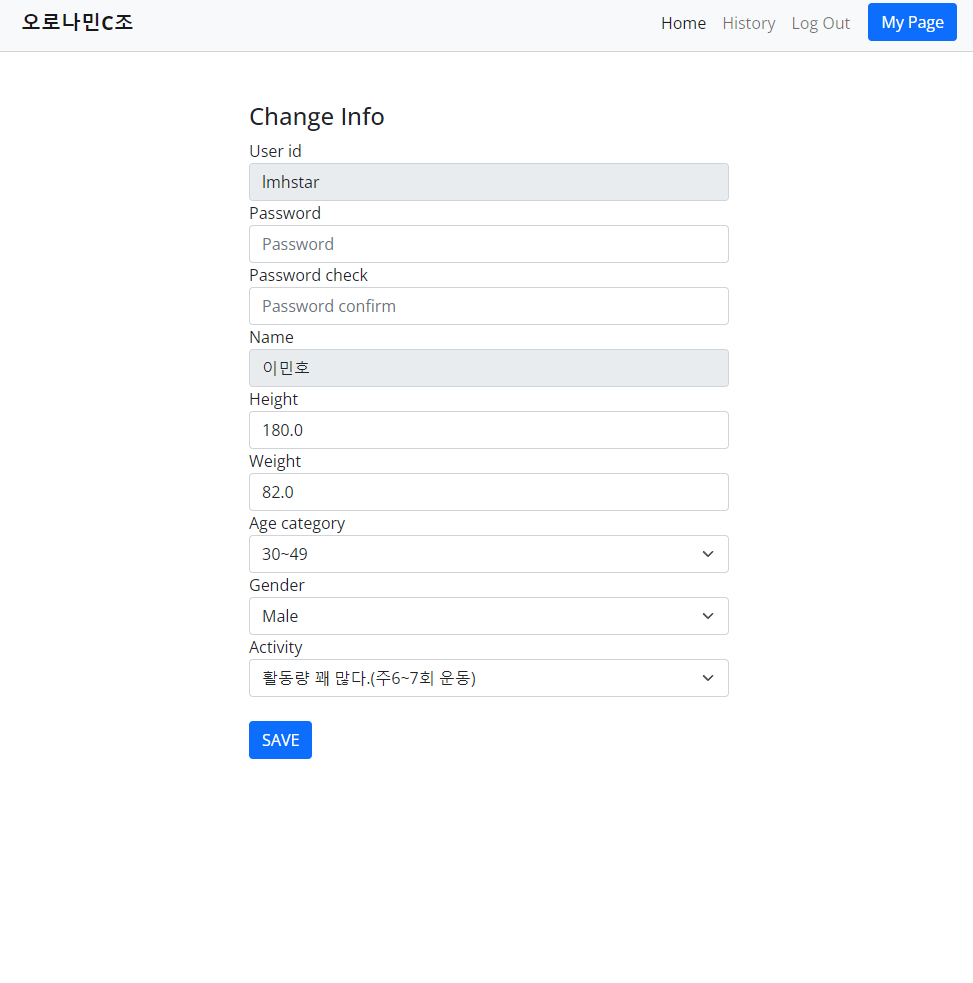 오로나민C조
Home History Log Out My Page
Change Info
User id
lmhstar
Password
Password
Password check
Password confirm
Name
이민호
Height
180.0
Weight
82.0
Age category
30~49
Gender
Male
Activity
활동량 꽤 많다.(주6~7회 운동)
SAVE